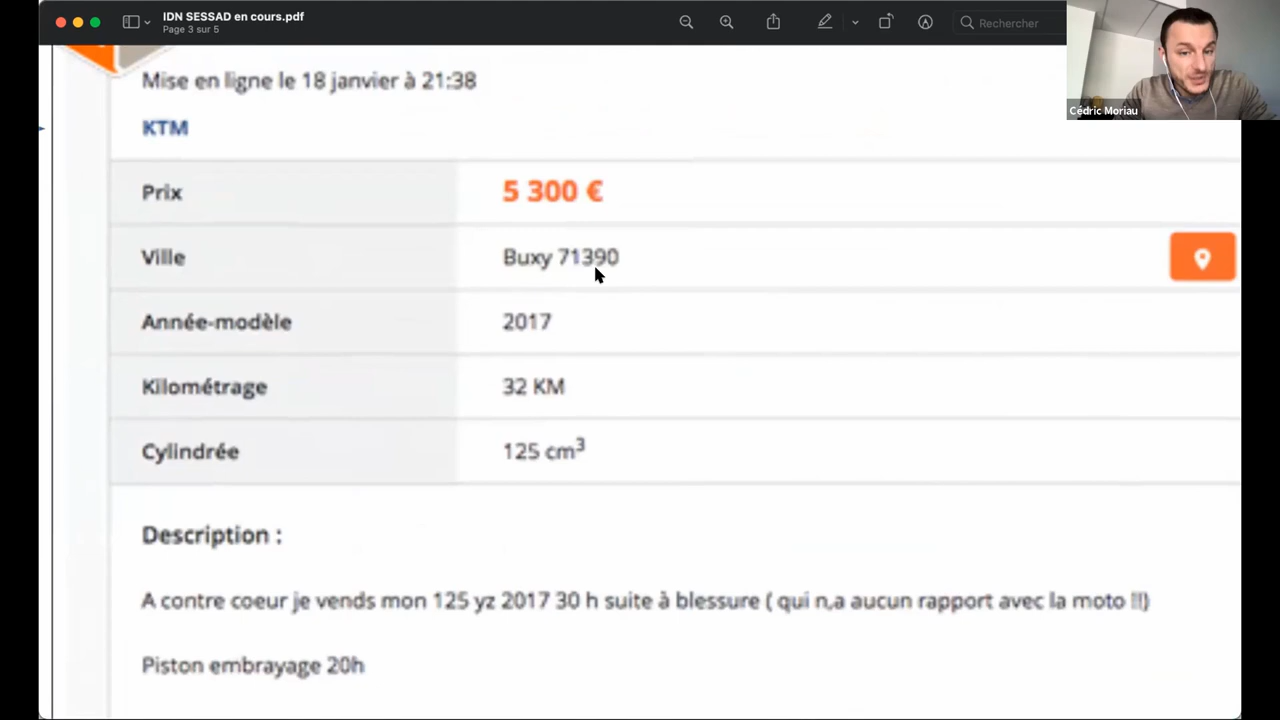 IDN SESSAD en cours.pdf
Page 3 sur 5
Rechercher
Cédric Moriau
Mise en ligne le 18 janvier à 21:38
KTM
Prix 5 300 €
Ville Buxy 71390
Année-modèle 2017
Kilométrage 32 KM
Cylindrée 125 cm³
Description :
A contre coeur je vends mon 125 yz 2017 30 h suite à blessure ( qui n,a aucun rapport avec la moto !!)
Piston embrayage 20h